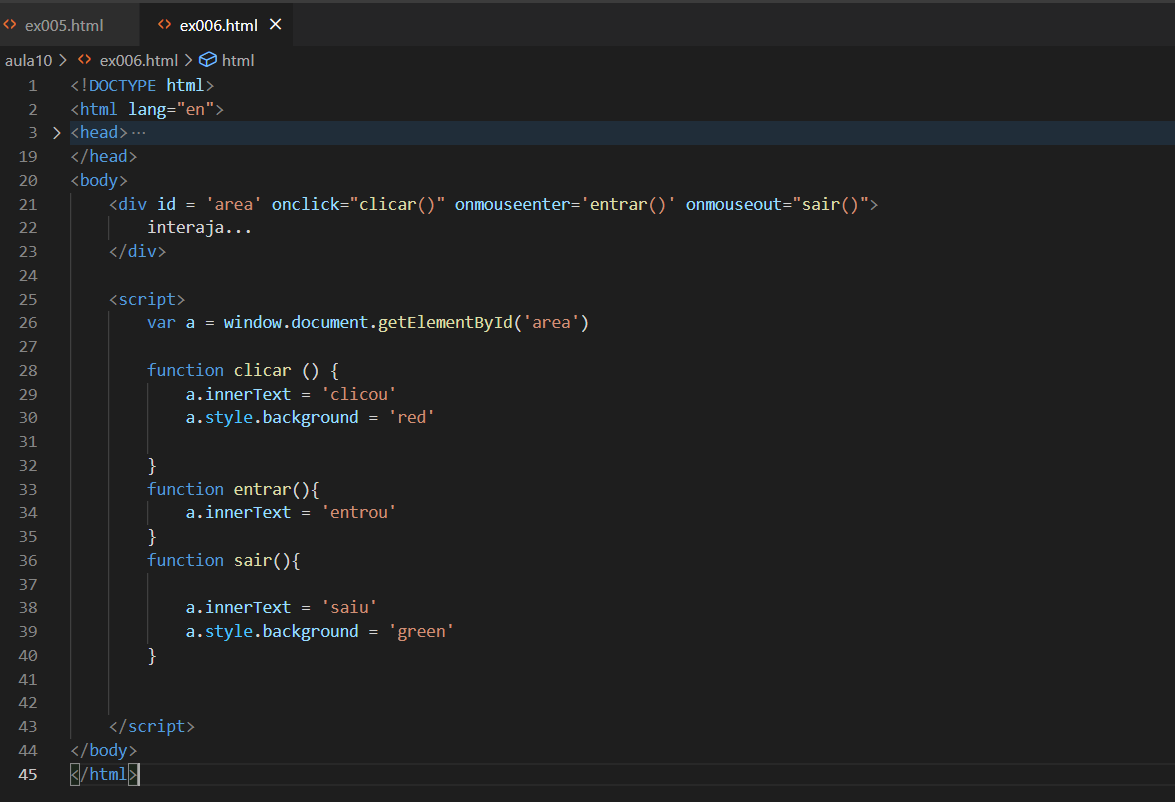 ex005.html ex006.html
aula10 > ex006.html > html
1 <!DOCTYPE html>
2 <html lang="en">
3 <head>...
19 </head>
20 <body>
21 <div id = 'area' onclick="clicar()" onmouseenter='entrar()' onmouseout="sair()">
22 interaja...
23 </div>
24
25 <script>
26 var a = window.document.getElementById('area')
27
28 function clicar () {
29 a.innerText = 'clicou'
30 a.style.background = 'red'
31
32 }
33 function entrar(){
34 a.innerText = 'entrou'
35 }
36 function sair(){
37
38 a.innerText = 'saiu'
39 a.style.background = 'green'
40 }
41
42
43 </script>
44 </body>
45 </html>